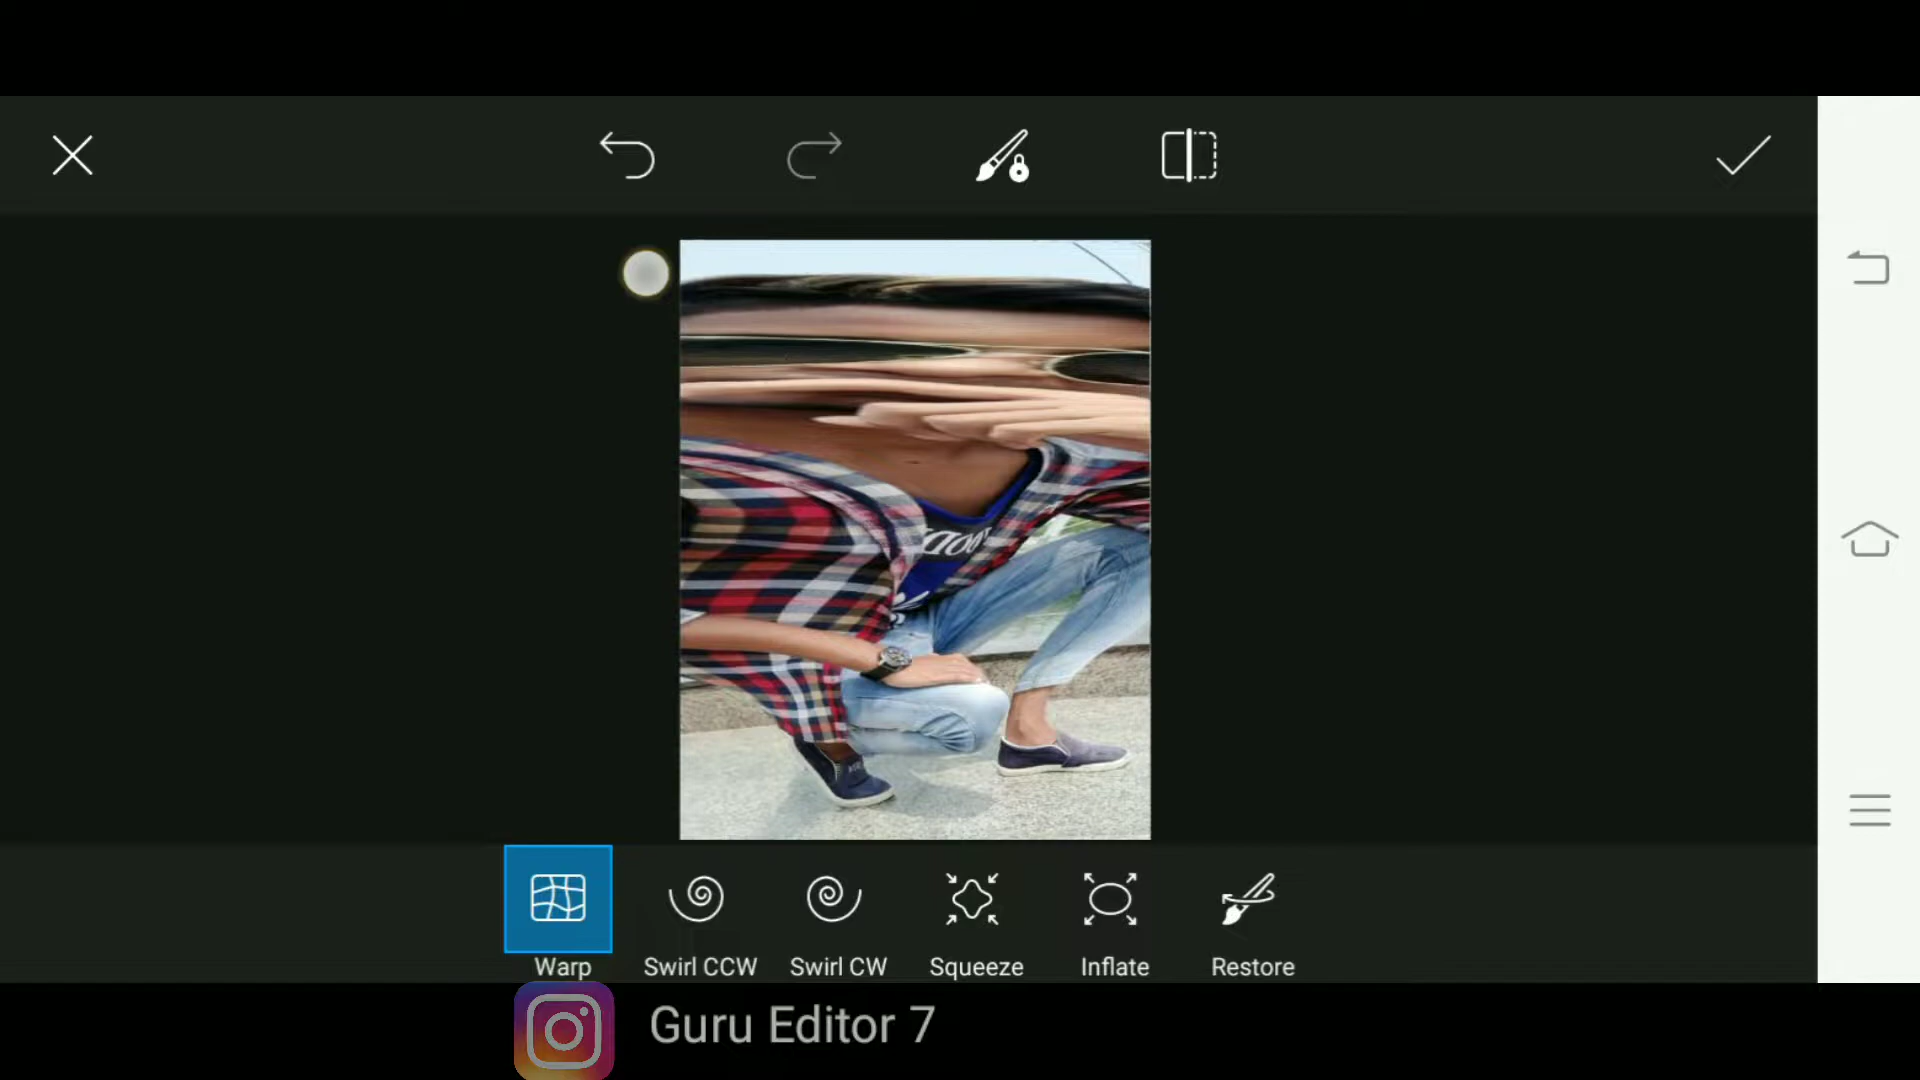 Warp
Swirl CCW
Swirl CW
Squeeze
Inflate
Restore
Guru Editor 7